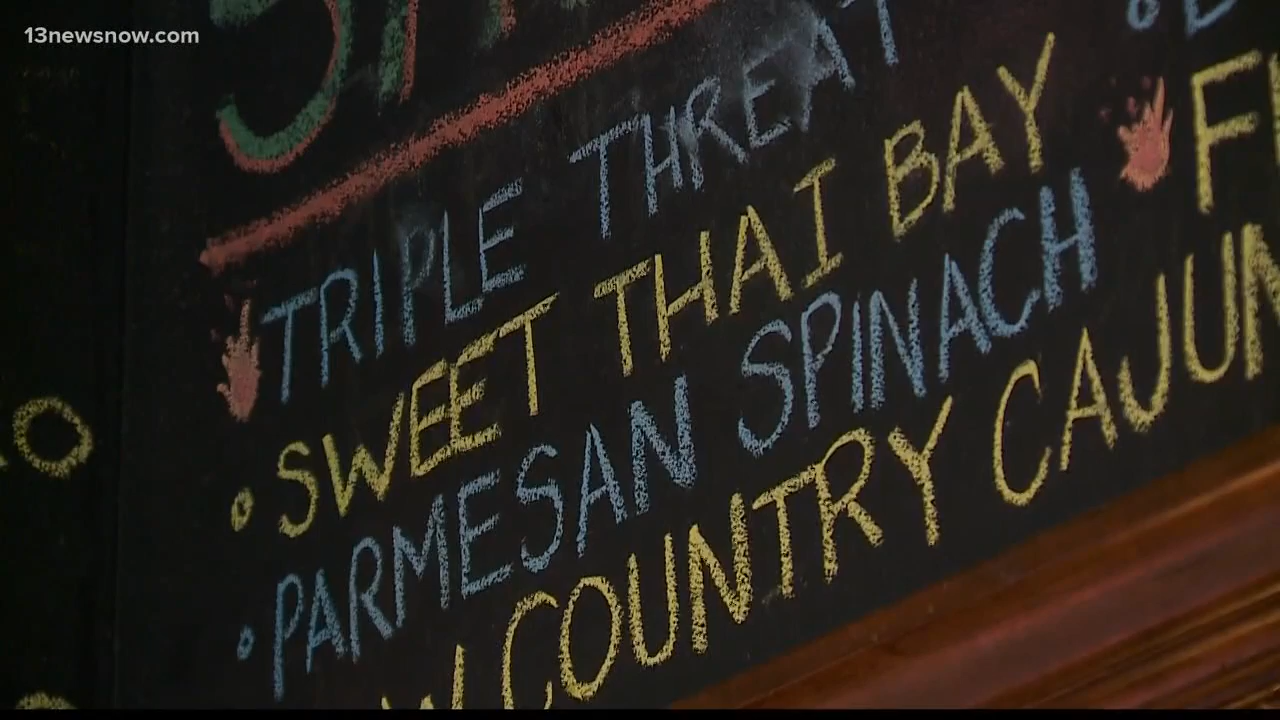 13newsnow.com
TRIPLE THREAT
• SWEET THAI BAY
• PARMESAN SPINACH
COUNTRY CAJUN